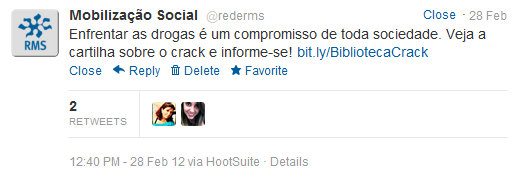 Mobilização Social @rederms Close · 28 Feb
RMS
Enfrentar as drogas é um compromisso de toda sociedade. Veja a
cartilha sobre o crack e informe-se! bit.ly/BibliotecaCrack
Close Reply Delete Favorite
2
RETWEETS
12:40 PM - 28 Feb 12 via HootSuite · Details